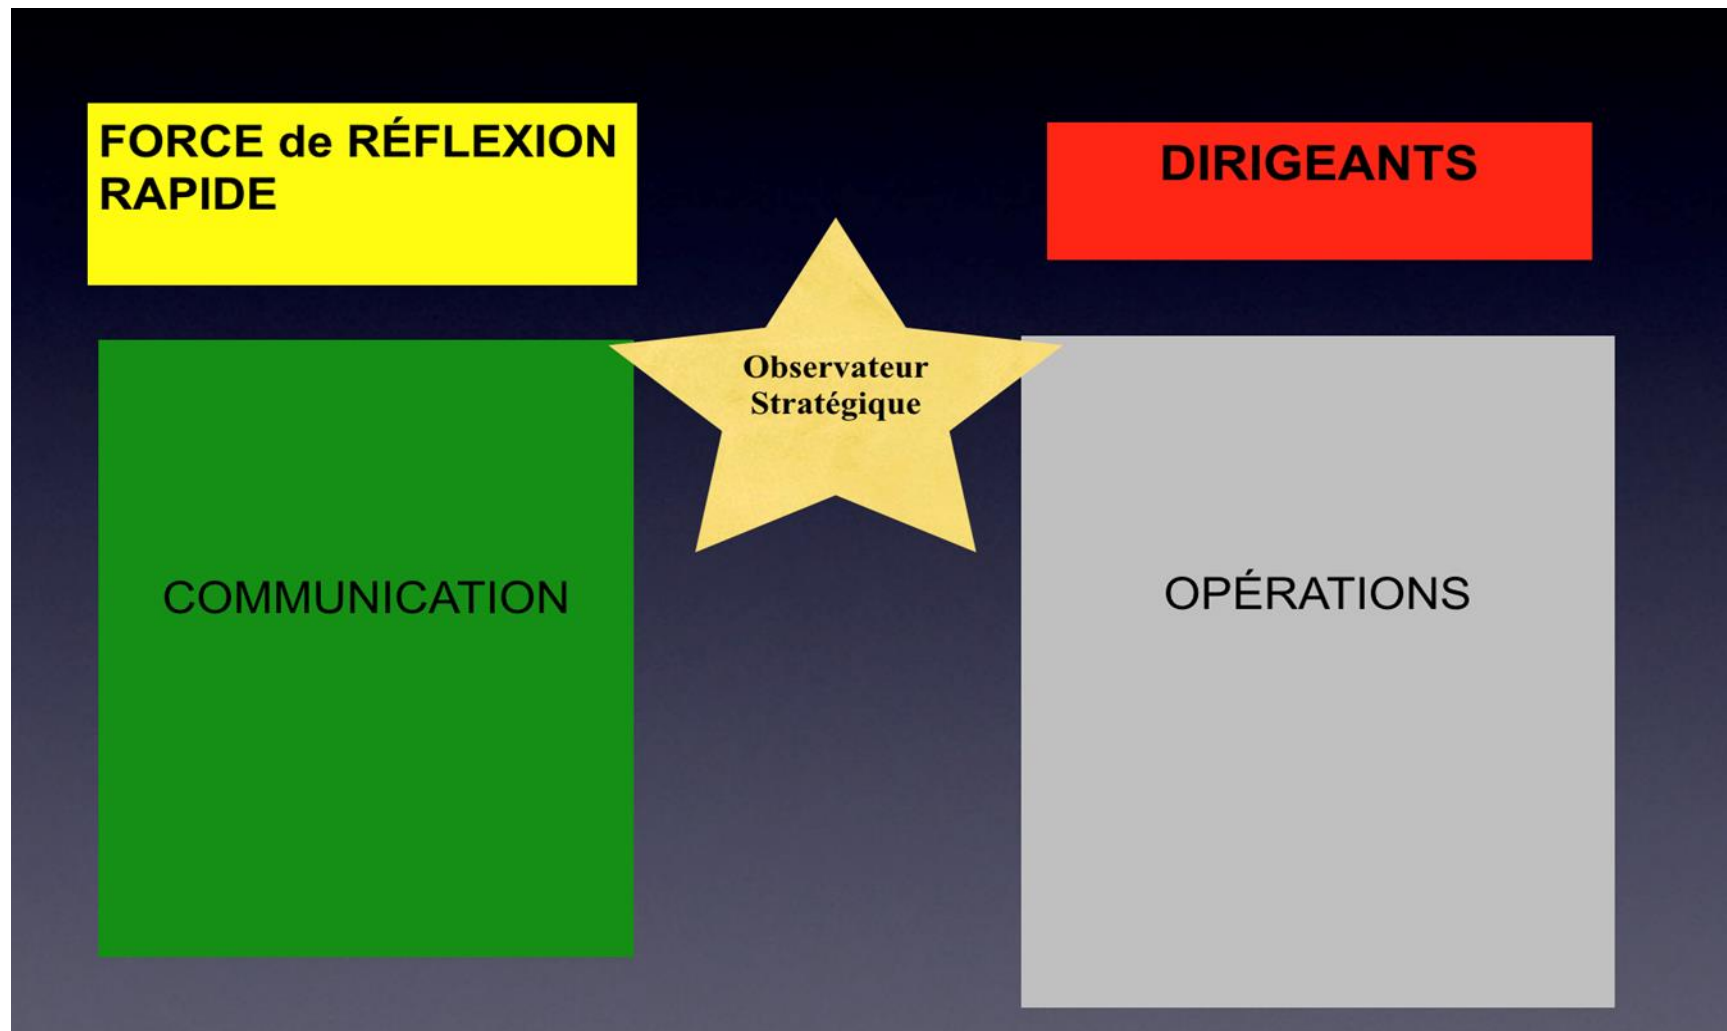 FORCE de RÉFLEXION
RAPIDE
DIRIGEANTS
Observateur
Stratégique
COMMUNICATION
OPÉRATIONS